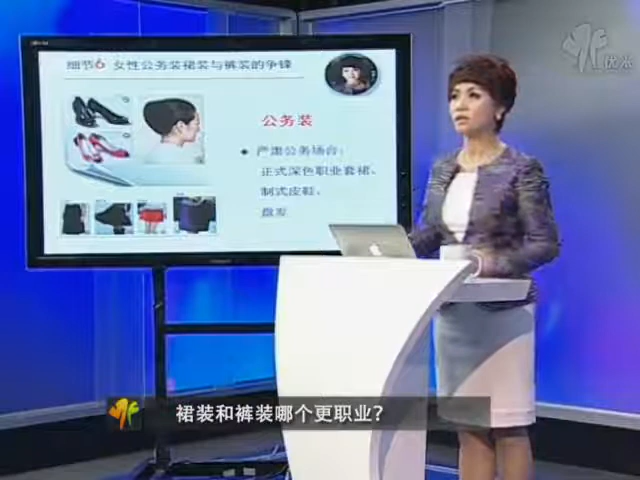 细节6 女性公务装裙装与裤装的争锋
优米
公务装
◆ 严肃公务场合：
正式深色职业套裙、
制式皮鞋、
盘发
裙装和裤装哪个更职业？